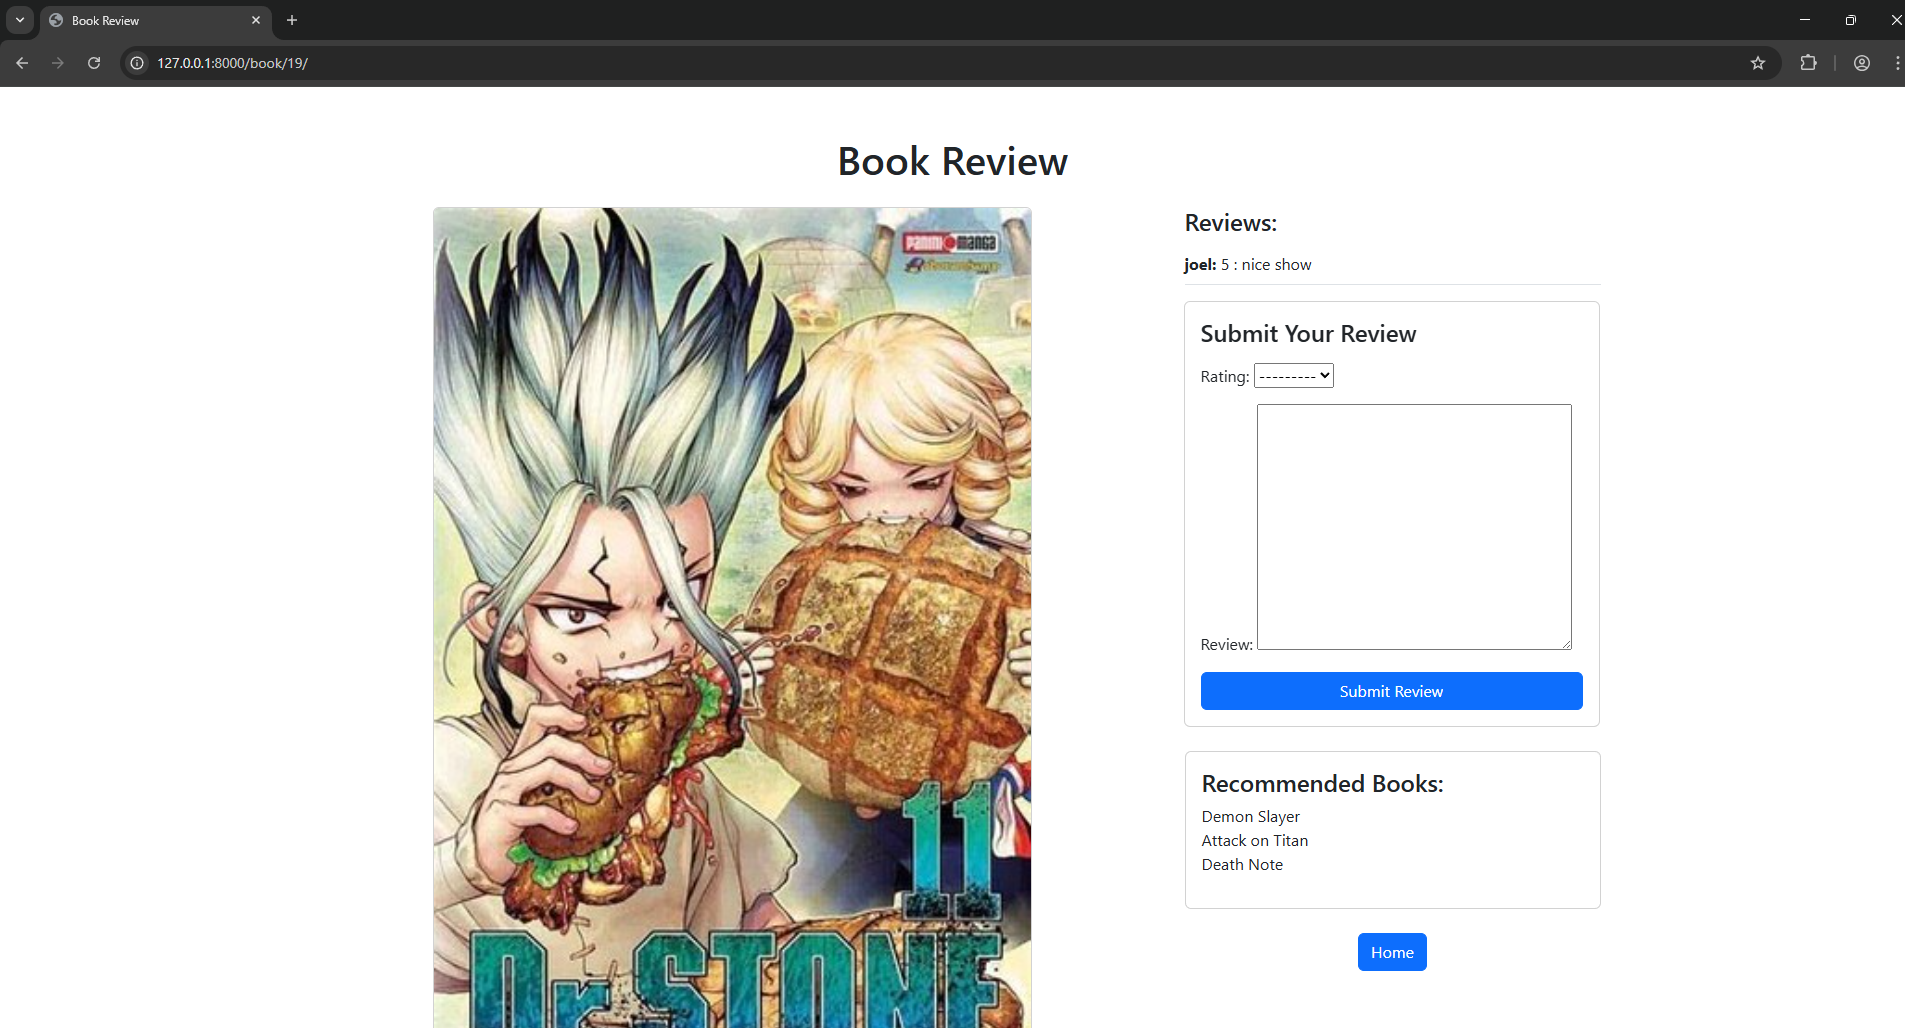 Book Review
127.0.0.1:8000/book/19/
Book Review
PANINI MANGA
11
Dr.STONE
Reviews:
joel: 5 : nice show
Submit Your Review
Rating: ---------
Review:
Submit Review
Recommended Books:
Demon Slayer
Attack on Titan
Death Note
Home